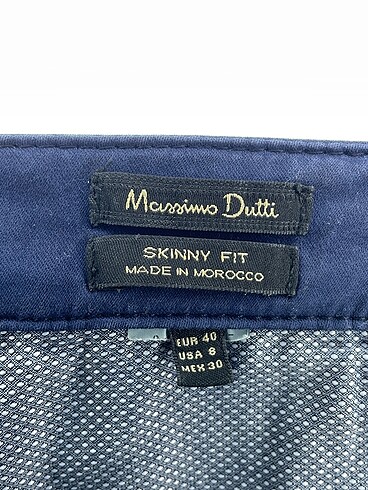 Massimo Dutti
SKINNY FIT
MADE IN MOROCCO
EUR 40
USA 8
MEX 30